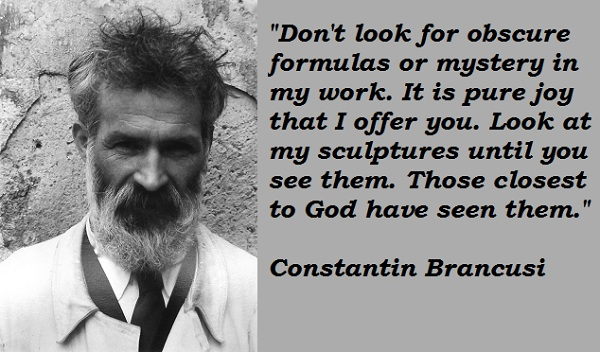 "Don't look for obscure
formulas or mystery in
my work. It is pure joy
that I offer you. Look at
my sculptures until you
see them. Those closest
to God have seen them."
Constantin Brancusi